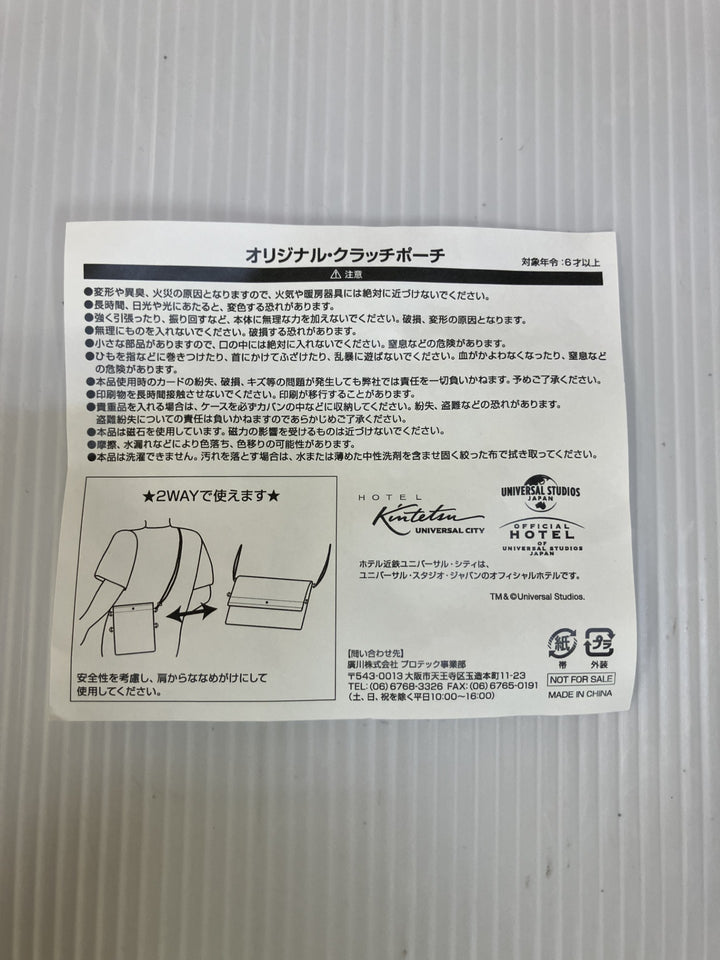 オリジナル・クラッチポーチ
対象年令:6才以上
⚠注意
●変形や異臭、火災の原因となりますので、火気や暖房器具には絶対に近づけないでください。
●長時間、日光や光にあたると、変色する恐れがあります。
●強く引張ったり、振り回すなど、本体に無理な力を加えないでください。破損、変形の原因となります。
●無理にものを入れないでください。破損する恐れがあります。
●小さな部品がありますので、口の中には絶対に入れないでください。窒息などの危険があります。
●ひもを指などに巻きつけたり、首にかけてふざけたり、乱暴に遊ばないでください。血がかよわなくなったり、窒息など
の危険があります。
●本品使用時のカードの紛失、破損、キズ等の問題が発生しても弊社では責任を一切負いかねます。予めご了承ください。
●印刷物を長時間接触させないでください。印刷が移行することがあります。
●貴重品を入れる場合は、ケースを必ずカバンの中などに収納してください。紛失、盗難などの恐れがあります。
盗難紛失についての責任は負いかねますのであらかじめご了承ください。
●本品は磁石を使用しています。磁力の影響を受けるものは近づけないでください。
●摩擦、水漏れなどにより色落ち、色移りの可能性があります。
●本品は洗濯できません。汚れを落とす場合は、水または薄めた中性洗剤を含ませ固く絞った布で拭き取ってください。
★2WAYで使えます★
安全性を考慮し、肩からななめがけにして
使用してください。
HOTEL
Kintetsu
UNIVERSAL CITY
UNIVERSAL STUDIOS
JAPAN
OFFICIAL
HOTEL
OF
UNIVERSAL STUDIOS
JAPAN
ホテル近鉄ユニバーサル・シティは、
ユニバーサル・スタジオ・ジャパンのオフィシャルホテルです。
TM&©Universal Studios.
【問い合わせ先】
廣川株式会社 プロテック事業部
〒543-0013 大阪市天王寺区玉造本町11-23
TEL:(06)6768-3326 FAX:(06)6765-0191
(土、日、祝を除く平日10:00~16:00)
紙
帯
プラ
外装
NOT FOR SALE
MADE IN CHINA